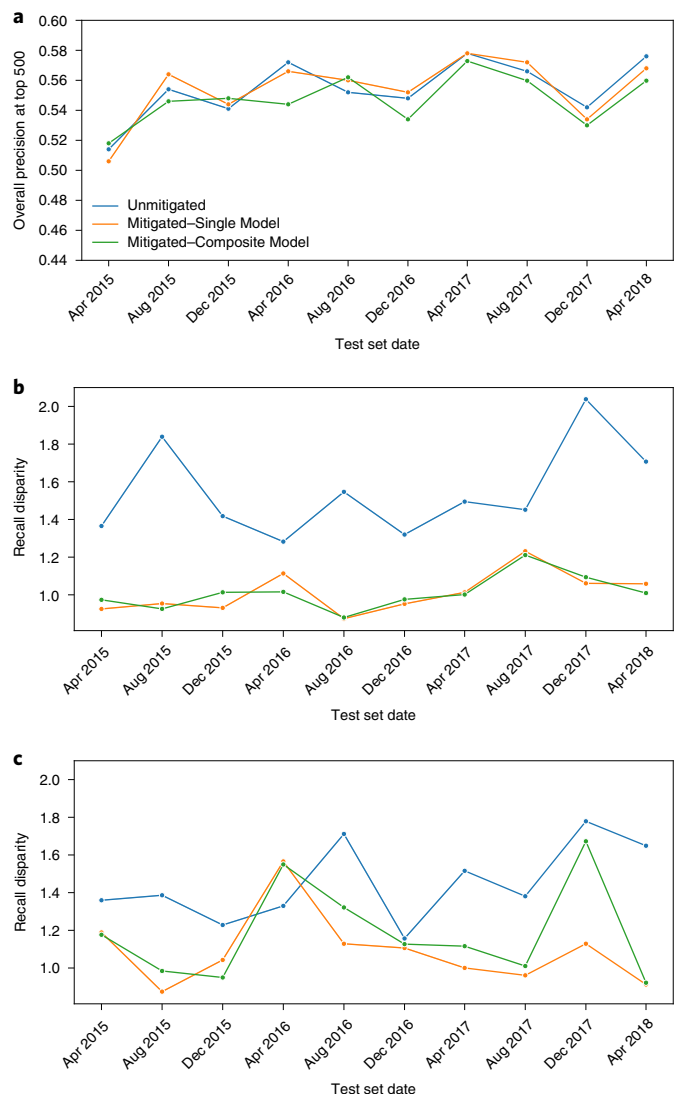 a
0.60
0.58
0.56
0.54
0.52
0.50
0.48
0.46
0.44
Overall precision at top 500
Unmitigated
Mitigated–Single Model
Mitigated–Composite Model
Apr 2015
Aug 2015
Dec 2015
Apr 2016
Aug 2016
Dec 2016
Apr 2017
Aug 2017
Dec 2017
Apr 2018
Test set date
b
2.0
1.8
1.6
1.4
1.2
1.0
Recall disparity
Apr 2015
Aug 2015
Dec 2015
Apr 2016
Aug 2016
Dec 2016
Apr 2017
Aug 2017
Dec 2017
Apr 2018
Test set date
c
2.0
1.8
1.6
1.4
1.2
1.0
Recall disparity
Apr 2015
Aug 2015
Dec 2015
Apr 2016
Aug 2016
Dec 2016
Apr 2017
Aug 2017
Dec 2017
Apr 2018
Test set date